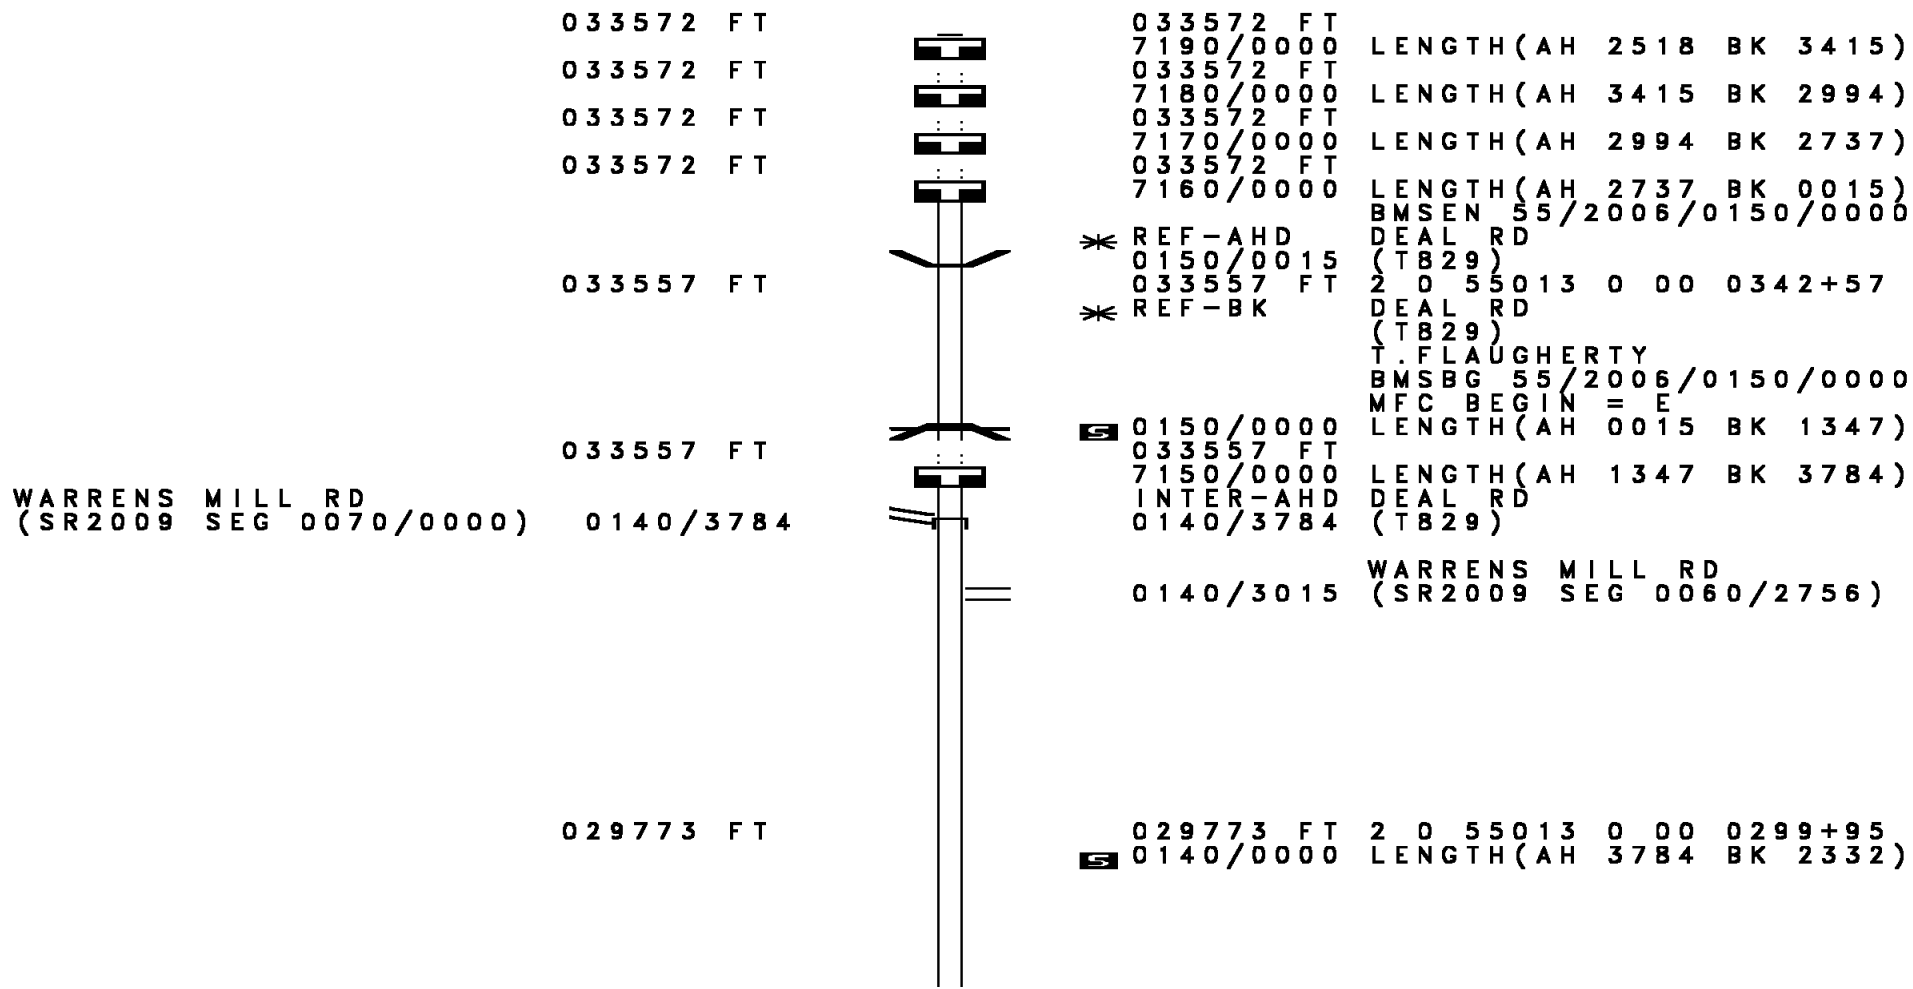 033572 FT 033572 FT
7190/0000 LENGTH(AH 2518 BK 3415)
033572 FT 033572 FT
7180/0000 LENGTH(AH 3415 BK 2994)
033572 FT 033572 FT
7170/0000 LENGTH(AH 2994 BK 2737)
033572 FT 033572 FT
7160/0000 LENGTH(AH 2737 BK 0015)
BMSEN 55/2006/0150/0000
REF-AHD DEAL RD
0150/0015 (T829)
033557 FT 033557 FT 2 0 55013 0 00 0342+57
REF-BK DEAL RD
(T829)
T.FLAUGHERTY
BMSBG 55/2006/0150/0000
MFC BEGIN = E
S 0150/0000 LENGTH(AH 0015 BK 1347)
033557 FT 033557 FT
7150/0000 LENGTH(AH 1347 BK 3784)
WARRENS MILL RD INTER-AHD DEAL RD
(SR2009 SEG 0070/0000) 0140/3784 0140/3784 (T829)
WARRENS MILL RD
0140/3015 (SR2009 SEG 0060/2756)
029773 FT 029773 FT 2 0 55013 0 00 0299+95
S 0140/0000 LENGTH(AH 3784 BK 2332)